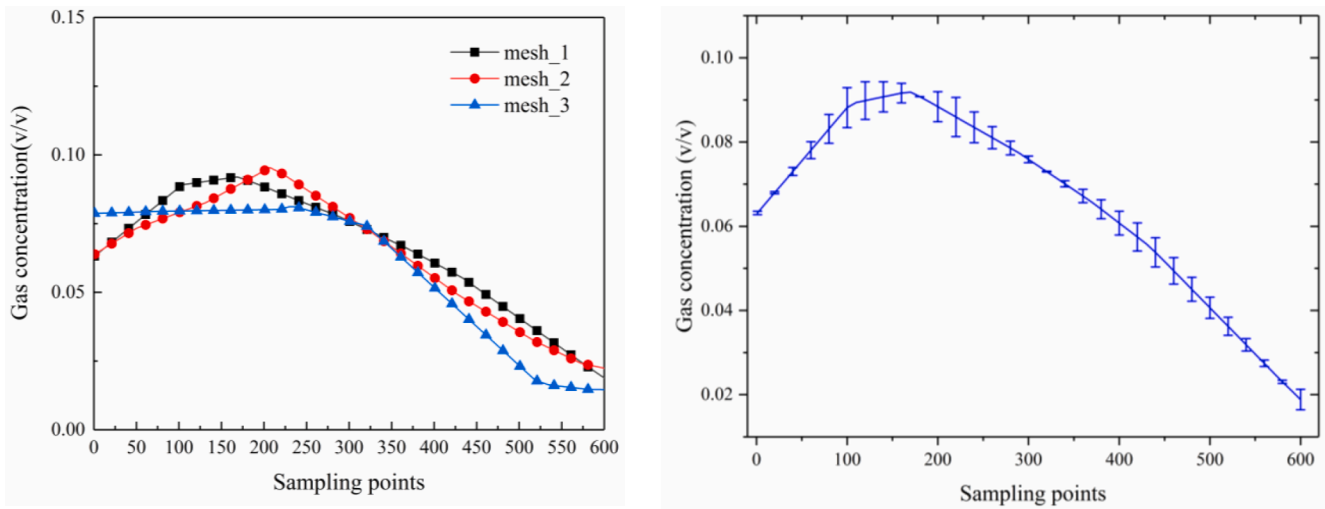 0.15
0.10
0.05
0.00
Gas concentration(v/v)
mesh_1
mesh_2
mesh_3
0 50 100 150 200 250 300 350 400 450 500 550 600
Sampling points
0.10
0.08
0.06
0.04
0.02
Gas concentration (v/v)
0 100 200 300 400 500 600
Sampling points